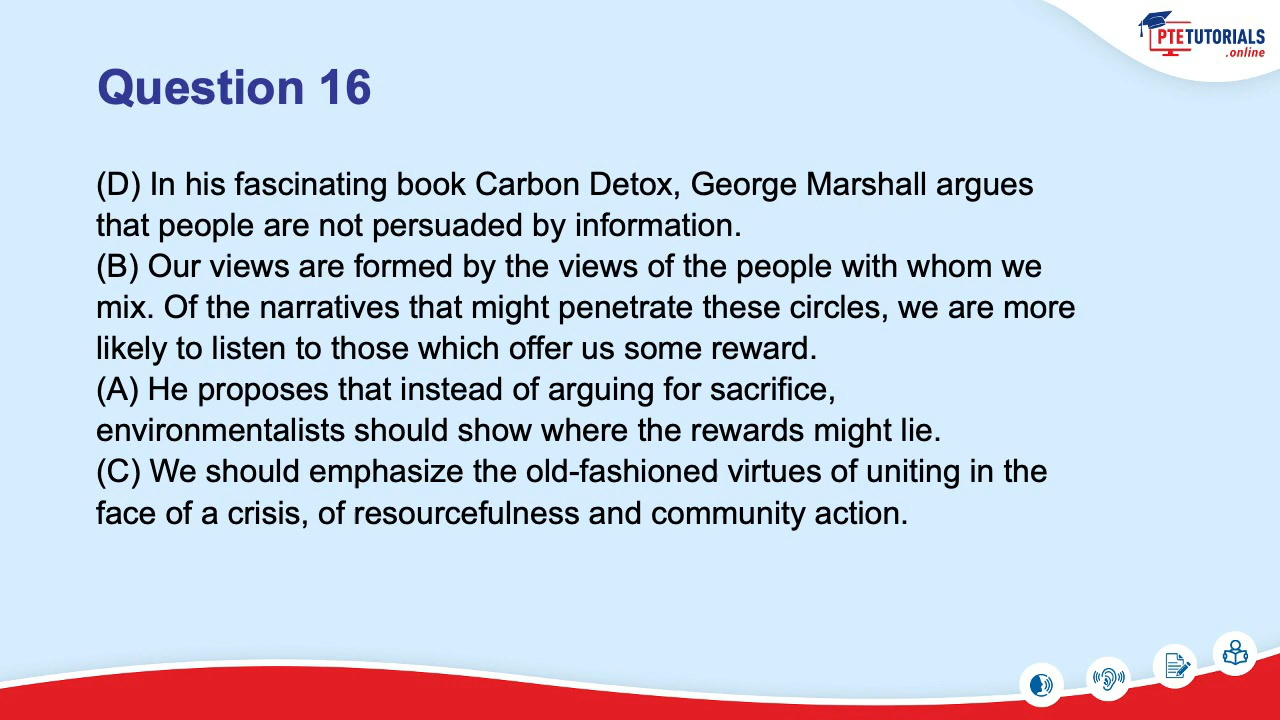 PTETUTORIALS
.online
Question 16
(D) In his fascinating book Carbon Detox, George Marshall argues
that people are not persuaded by information.
(B) Our views are formed by the views of the people with whom we
mix. Of the narratives that might penetrate these circles, we are more
likely to listen to those which offer us some reward.
(A) He proposes that instead of arguing for sacrifice,
environmentalists should show where the rewards might lie.
(C) We should emphasize the old-fashioned virtues of uniting in the
face of a crisis, of resourcefulness and community action.